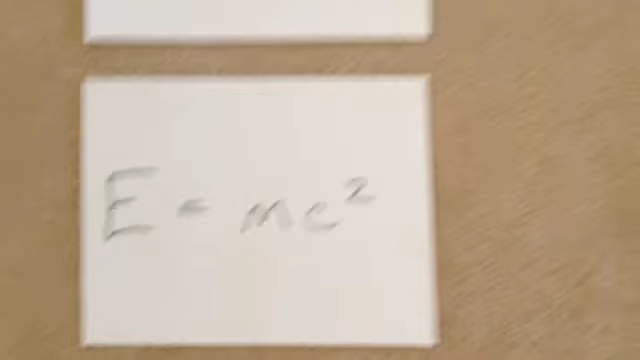 E = mc²